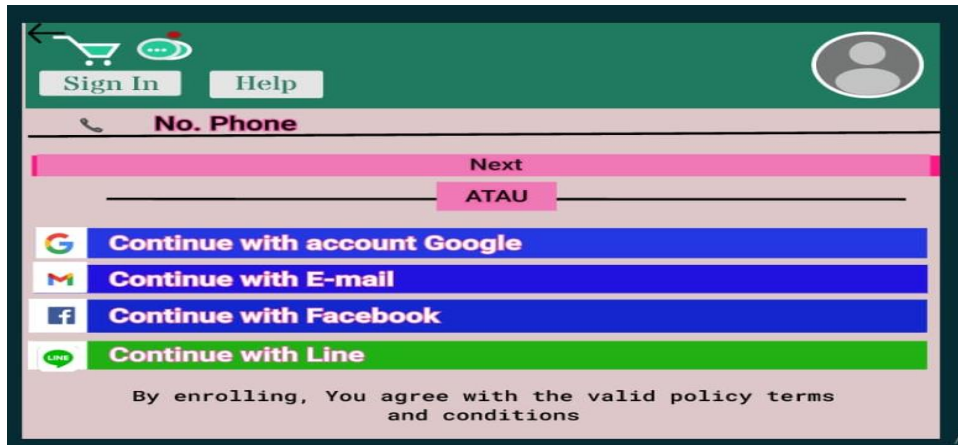 Sign In Help
No. Phone
Next
ATAU
Continue with account Google
Continue with E-mail
Continue with Facebook
LINE Continue with Line
By enrolling, You agree with the valid policy terms
and conditions